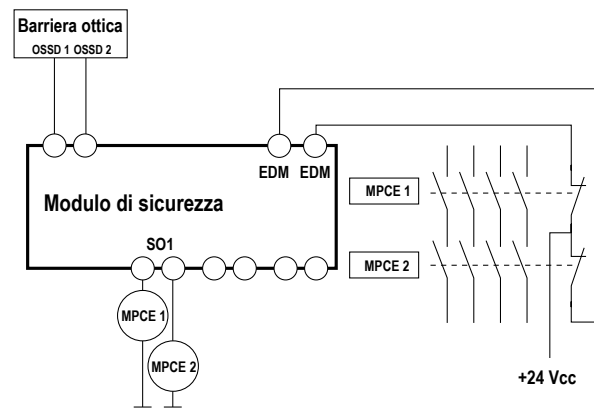 Barriera ottica
OSSD 1 OSSD 2
EDM EDM
Modulo di sicurezza
MPCE 1
SO1
MPCE 2
MPCE 1
MPCE 2
+24 Vcc